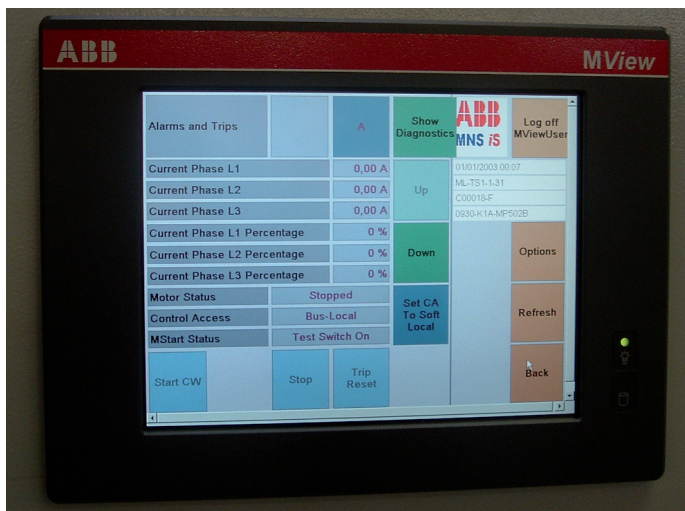 ABB
MView
Alarms and Trips
A
Show
Diagnostics
ABB
MNS iS
Log off
MViewUser
Current Phase L1 0,00 A
Current Phase L2 0,00 A
Current Phase L3 0,00 A
Current Phase L1 Percentage 0 %
Current Phase L2 Percentage 0 %
Current Phase L3 Percentage 0 %
Up
01/01/2003 00:07
ML-TS1-1-31
C00018-F
0930-K1A-MP502B
Down
Options
Motor Status Stopped
Control Access Bus-Local
MStart Status Test Switch On
Set CA
To Soft
Local
Refresh
Start CW
Stop
Trip
Reset
Back